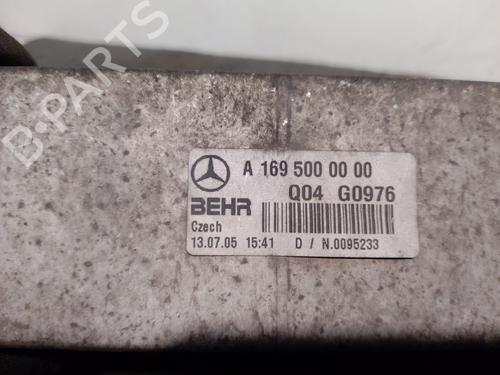 B-PARTS
A 169 500 00 00
Q04 G0976
BEHR
Czech
13.07.05 15:41 D / N.0095233